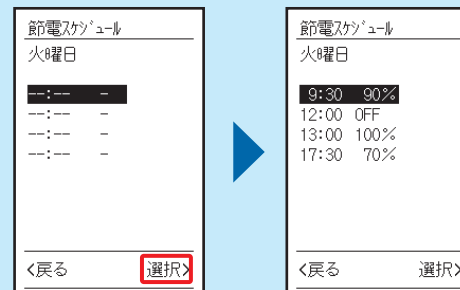 節電ｽｹｼﾞｭｰﾙ
火曜日
--:-- -
--:-- -
--:-- -
--:-- -
<戻る 選択>
節電ｽｹｼﾞｭｰﾙ
火曜日
9:30 90%
12:00 OFF
13:00 100%
17:30 70%
<戻る 選択>